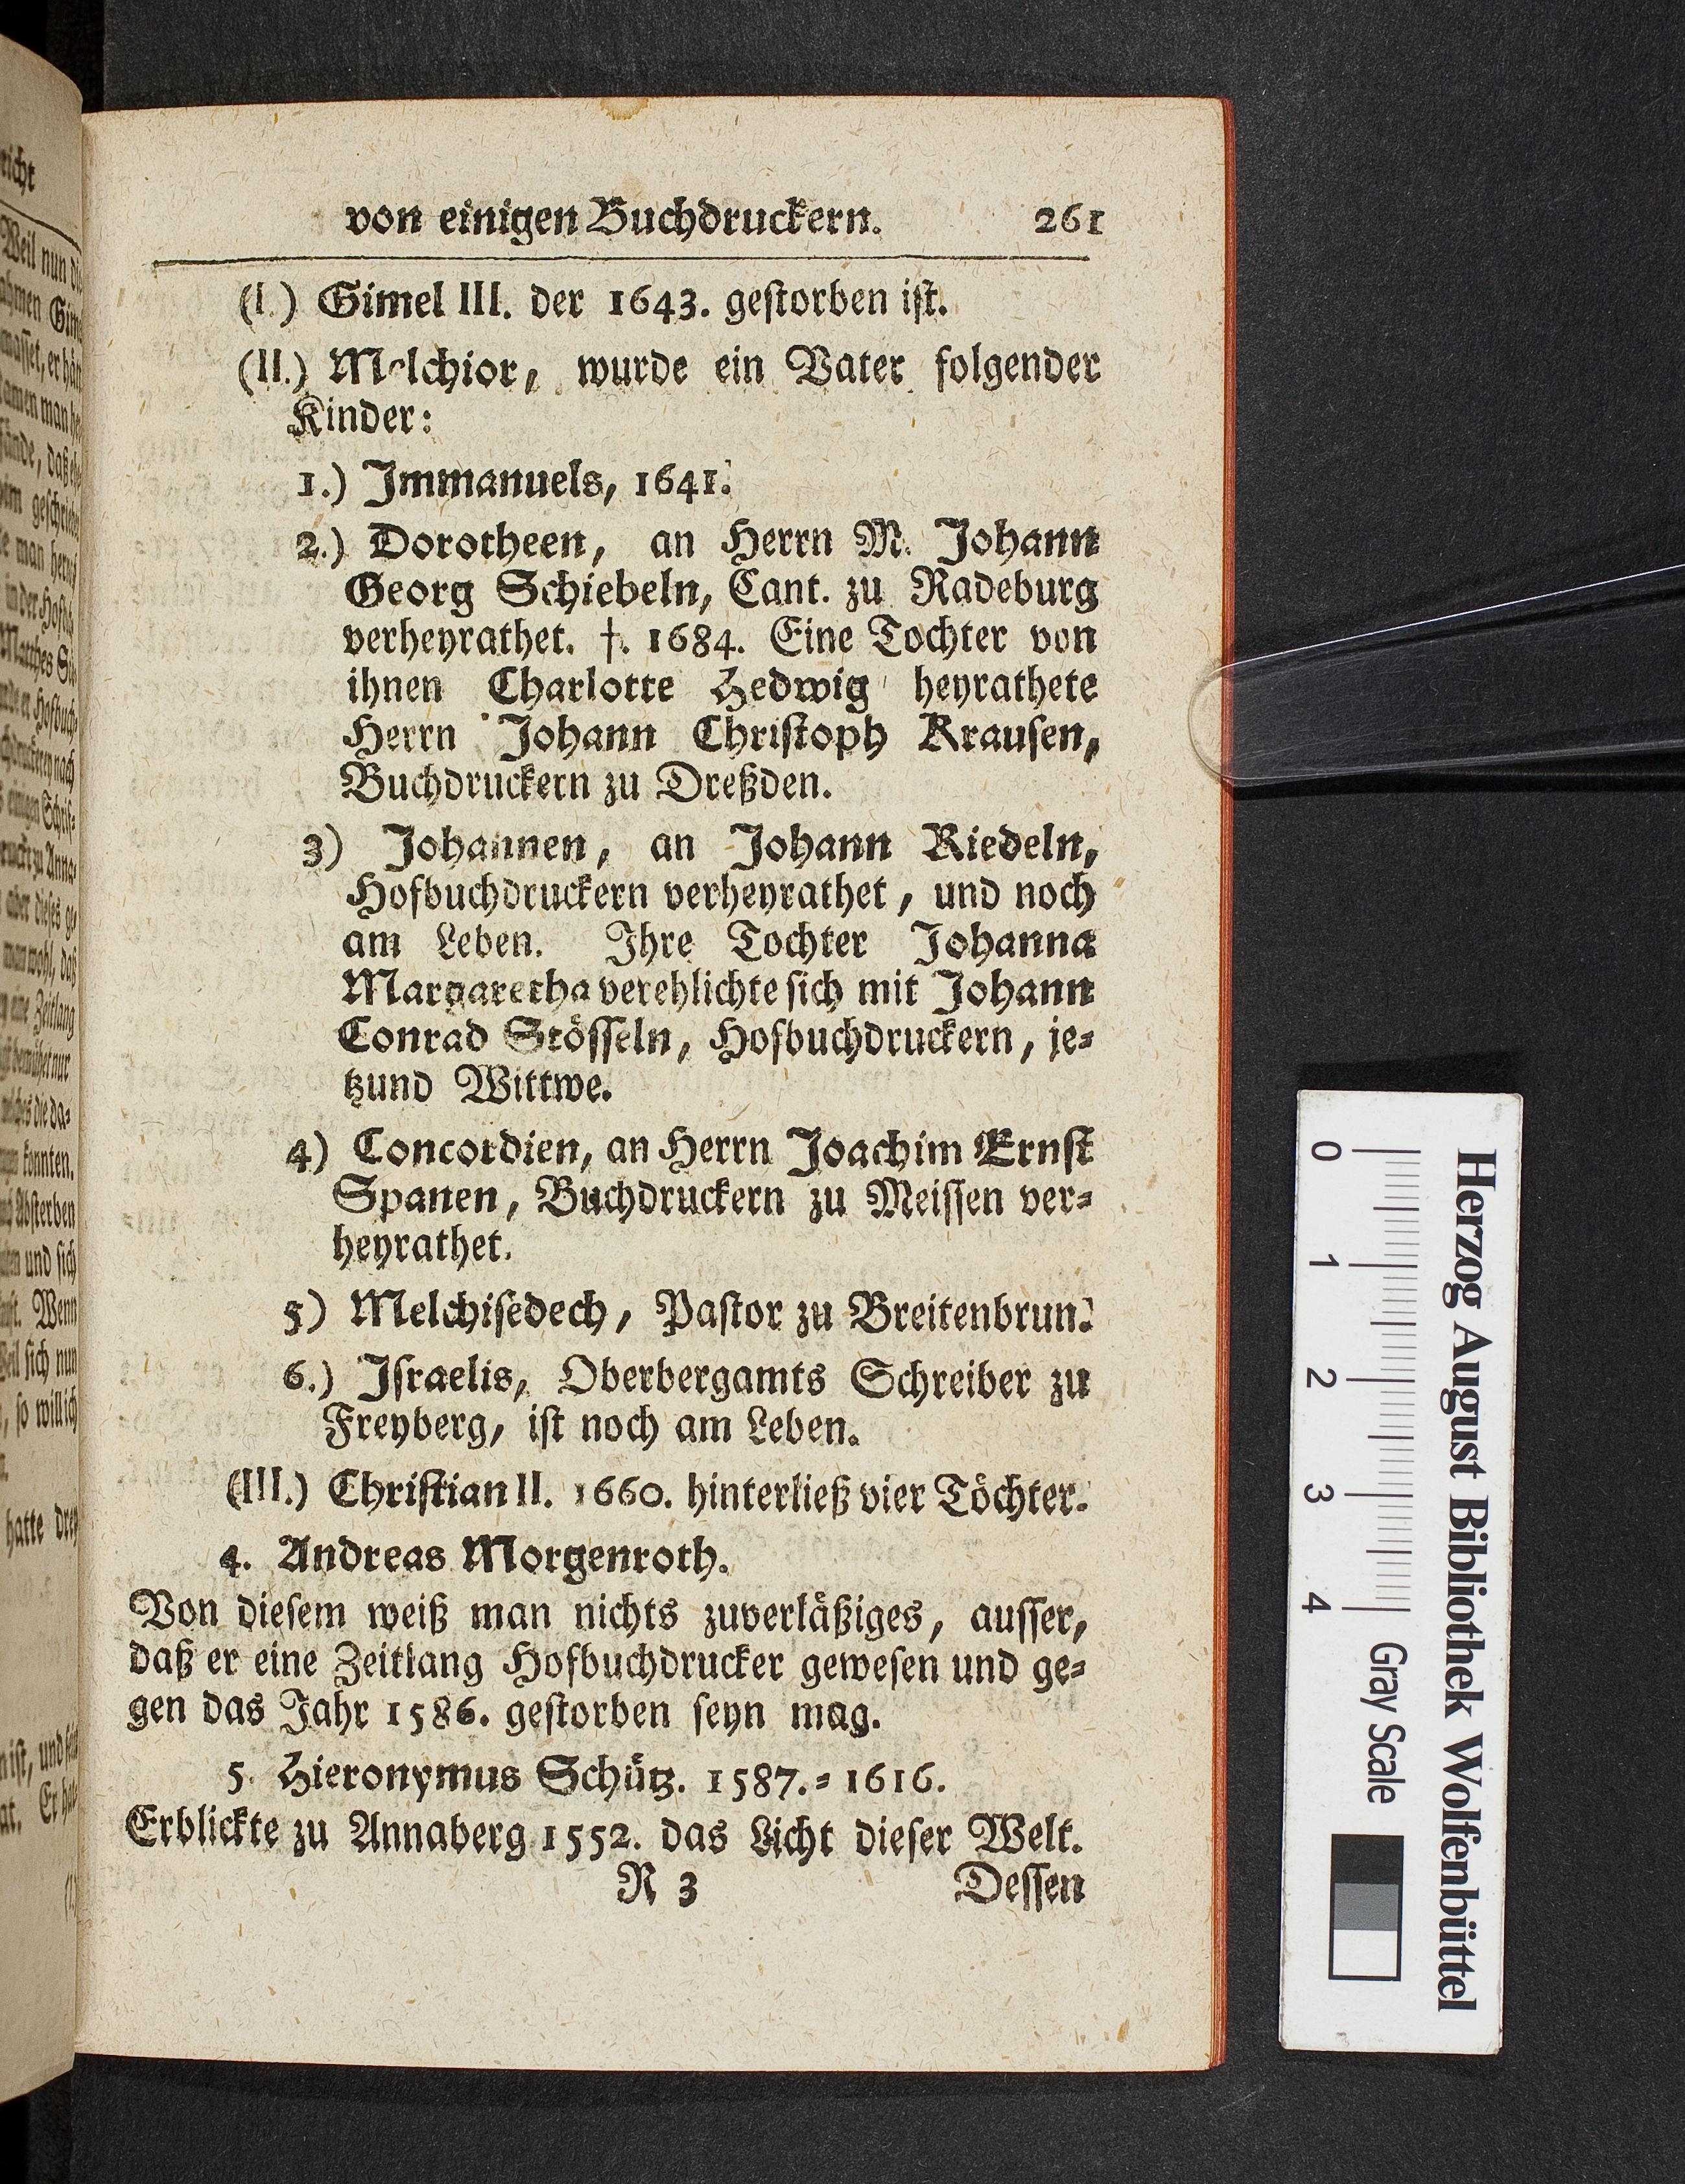 von einigen Buchdruckern. 261
(I.) Gimel III. der 1643. geſtorben iſt.
(II.) Melchior, wurde ein Vater folgender
Kinder:
1.) Immanuels, 1641.
2.) Dorotheen, an Herrn M. Johann
Georg Schiebeln, Cant. zu Radeburg
verheyrathet. †. 1684. Eine Tochter von
ihnen Charlotte Hedwig heyrathete
Herrn Johann Chriſtoph Krauſen,
Buchdruckern zu Dreßden.
3) Johannen, an Johann Riedeln,
Hofbuchdruckern verheyrathet, und noch
am Leben. Ihre Tochter Johanna
Margaretha verehlichte ſich mit Johann
Conrad Stöſſeln, Hofbuchdruckern, je⸗
tzund Wittwe.
4) Concordien, an Herrn Joachim Ernſt
Spanen, Buchdruckern zu Meiſſen ver⸗
heyrathet.
5) Melchiſedech, Paſtor zu Breitenbrun.
6.) Iſraelis, Oberbergamts Schreiber zu
Freyberg, iſt noch am Leben.
(III.) Chriſtian II. 1660. hinterließ vier Töchter.
4. Andreas Morgenroth.
Von dieſem weiß man nichts zuverläßiges, auſſer,
daß er eine Zeitlang Hofbuchdrucker geweſen und ge⸗
gen das Jahr 1586. geſtorben ſeyn mag.
5. Hieronymus Schütz. 1587.⸗ 1616.
Erblickte zu Annaberg 1552. das Licht dieſer Welt.
R 3 Deſſen
Herzog August Bibliothek Wolfenbüttel
0 1 2 3 4 Gray Scale